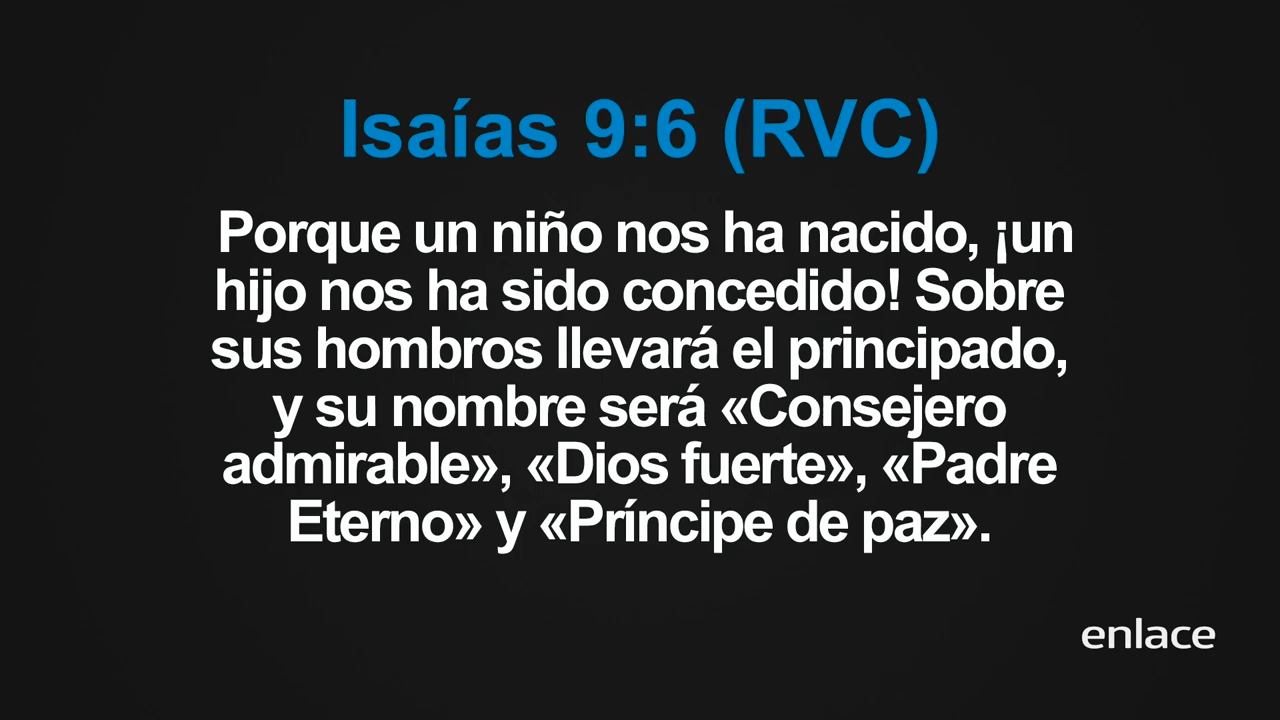 Isaías 9:6 (RVC)
Porque un niño nos ha nacido, ¡un
hijo nos ha sido concedido! Sobre
sus hombros llevará el principado,
y su nombre será «Consejero
admirable», «Dios fuerte», «Padre
Eterno» y «Príncipe de paz».
enlace